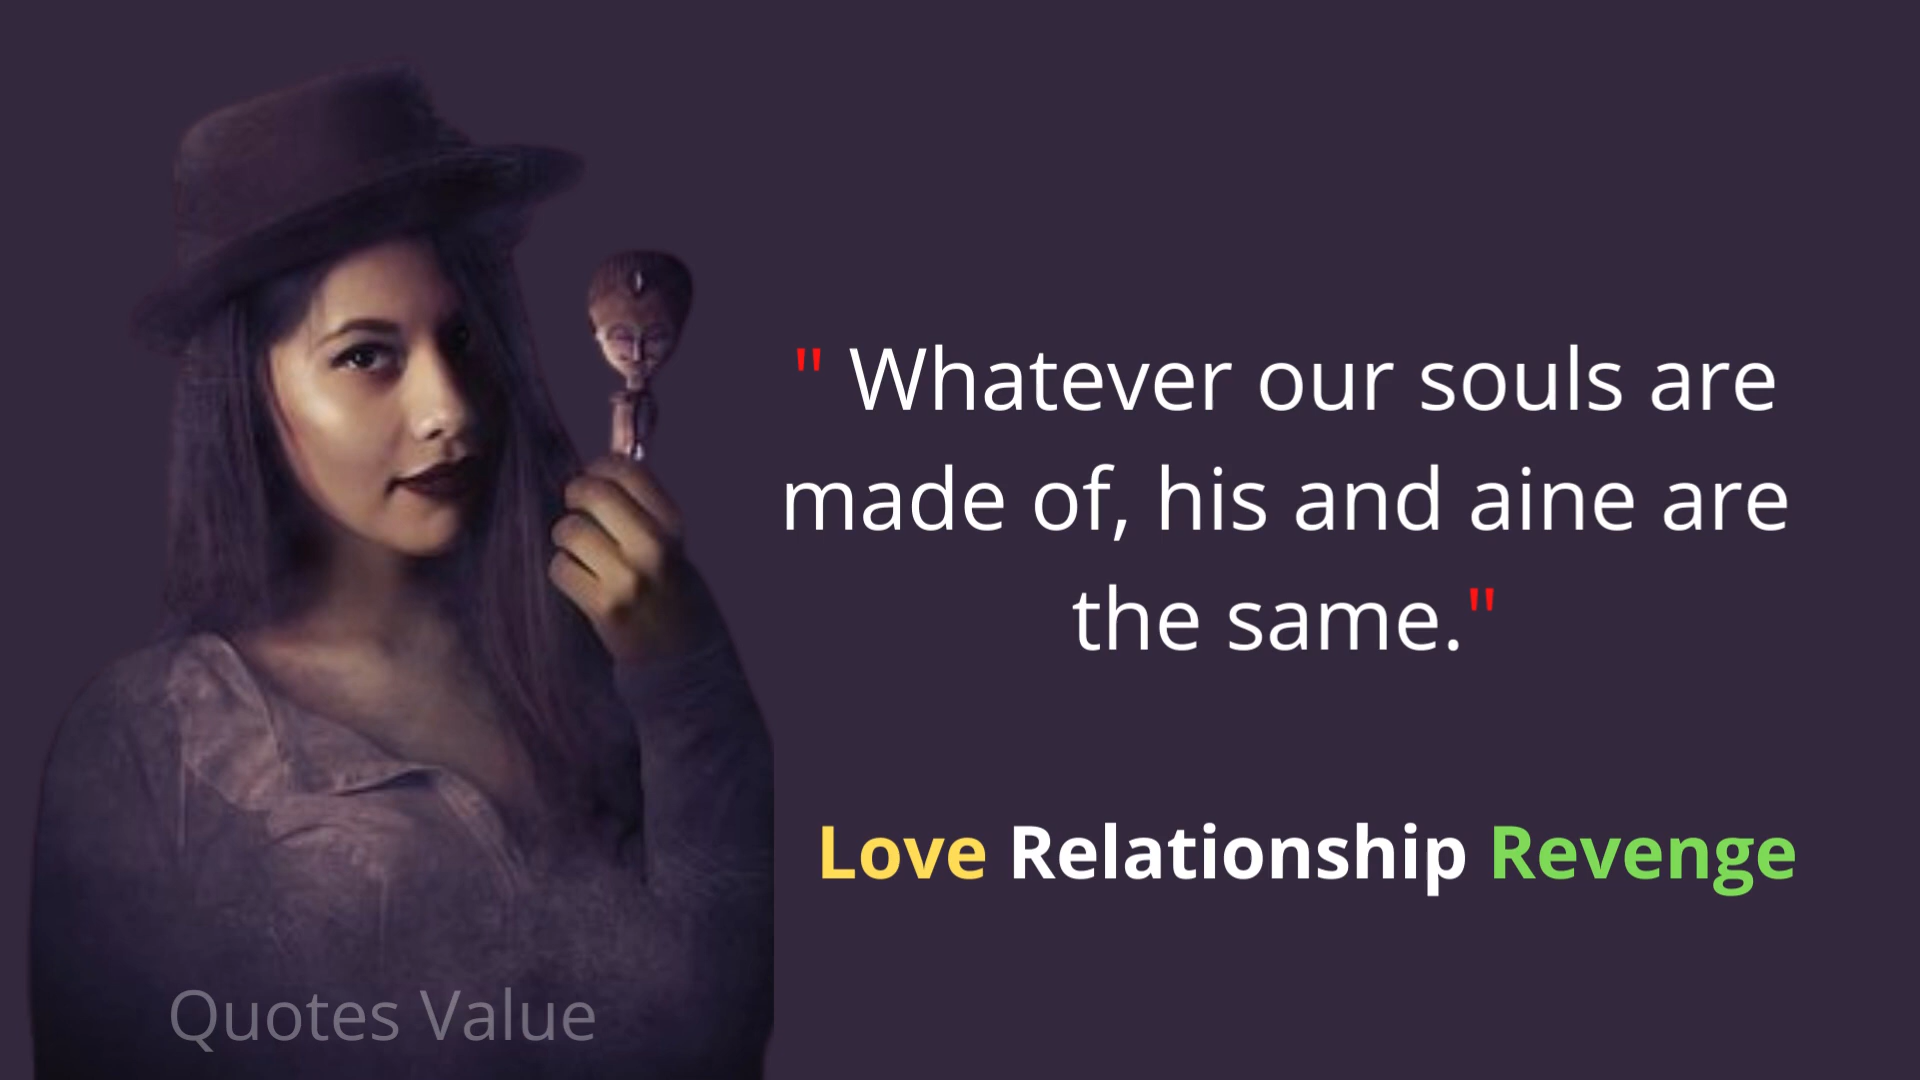 " Whatever our souls are
made of, his and aine are
the same."
Love Relationship Revenge
Quotes Value